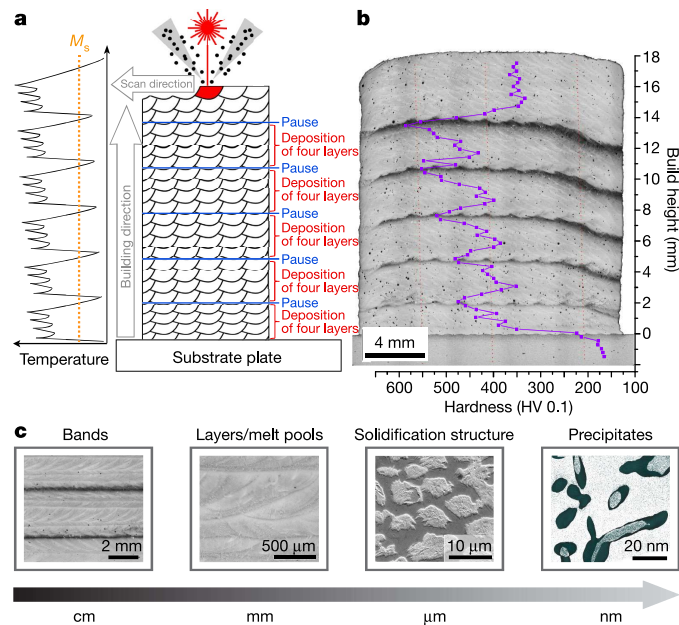 a
M_s
Scan direction
Building direction
Pause
Deposition
of four layers
Pause
Deposition
of four layers
Pause
Deposition
of four layers
Pause
Deposition
of four layers
Pause
Deposition
of four layers
Temperature
Substrate plate
b
18
16
14
12
10
8
6
4
2
0
Build height (mm)
4 mm
600 500 400 300 200 100
Hardness (HV 0.1)
c
Bands
Layers/melt pools
Solidification structure
Precipitates
2 mm
500 μm
10 μm
20 nm
cm
mm
μm
nm